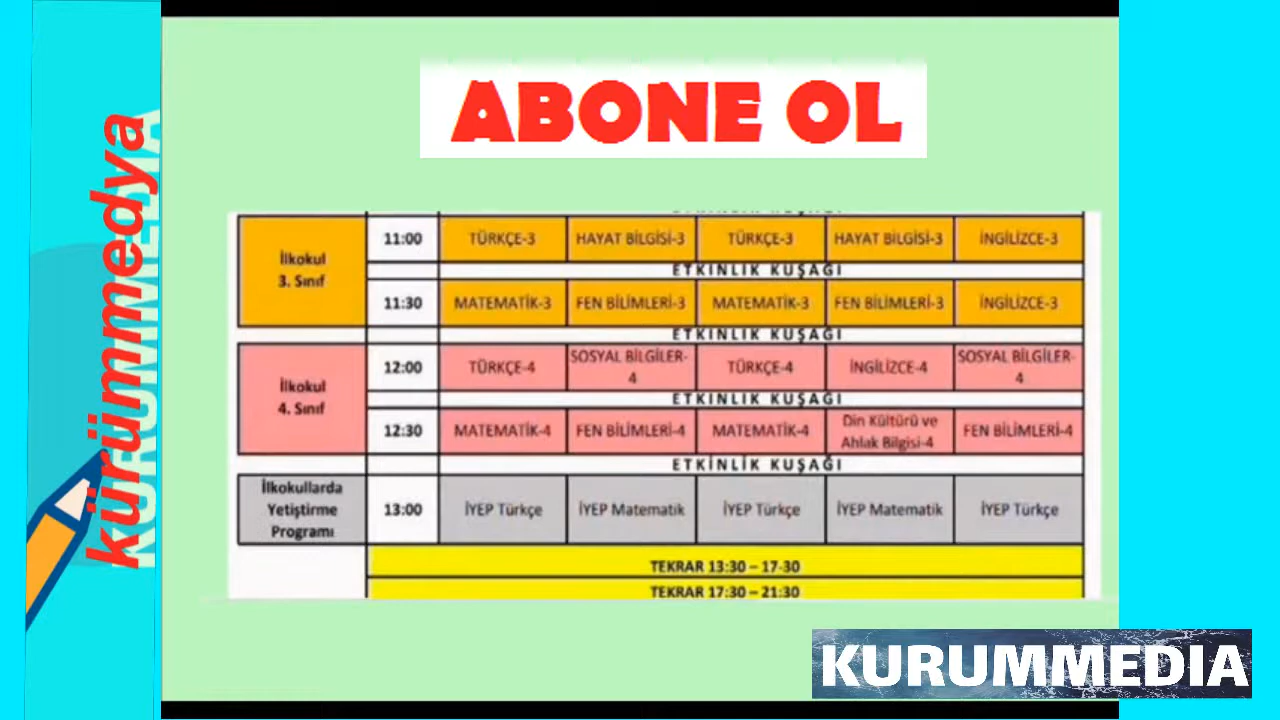 ABONE OL
kürümmedya
KURUMMEDIA
İlkokul
3. Sınıf
11:00 TÜRKÇE-3 HAYAT BİLGİSİ-3 TÜRKÇE-3 HAYAT BİLGİSİ-3 İNGİLİZCE-3
ETKINLIK KUŞAĞI
11:30 MATEMATİK-3 FEN BİLİMLERİ-3 MATEMATİK-3 FEN BİLİMLERİ-3 İNGİLİZCE-3
ETKINLIK KUŞAĞI
İlkokul
4. Sınıf
12:00 TÜRKÇE-4 SOSYAL BİLGİLER-4 TÜRKÇE-4 İNGİLİZCE-4 SOSYAL BİLGİLER-4
ETKINLIK KUŞAĞI
12:30 MATEMATİK-4 FEN BİLİMLERİ-4 MATEMATİK-4 Din Kültürü ve Ahlak Bilgisi-4 FEN BİLİMLERİ-4
ETKİNLİK KUŞAĞI
İlkokullarda
Yetiştirme
Programı
13:00 İYEP Türkçe İYEP Matematik İYEP Türkçe İYEP Matematik İYEP Türkçe
TEKRAR 13:30 – 17-30
TEKRAR 17:30 – 21:30
KURUMMEDIA